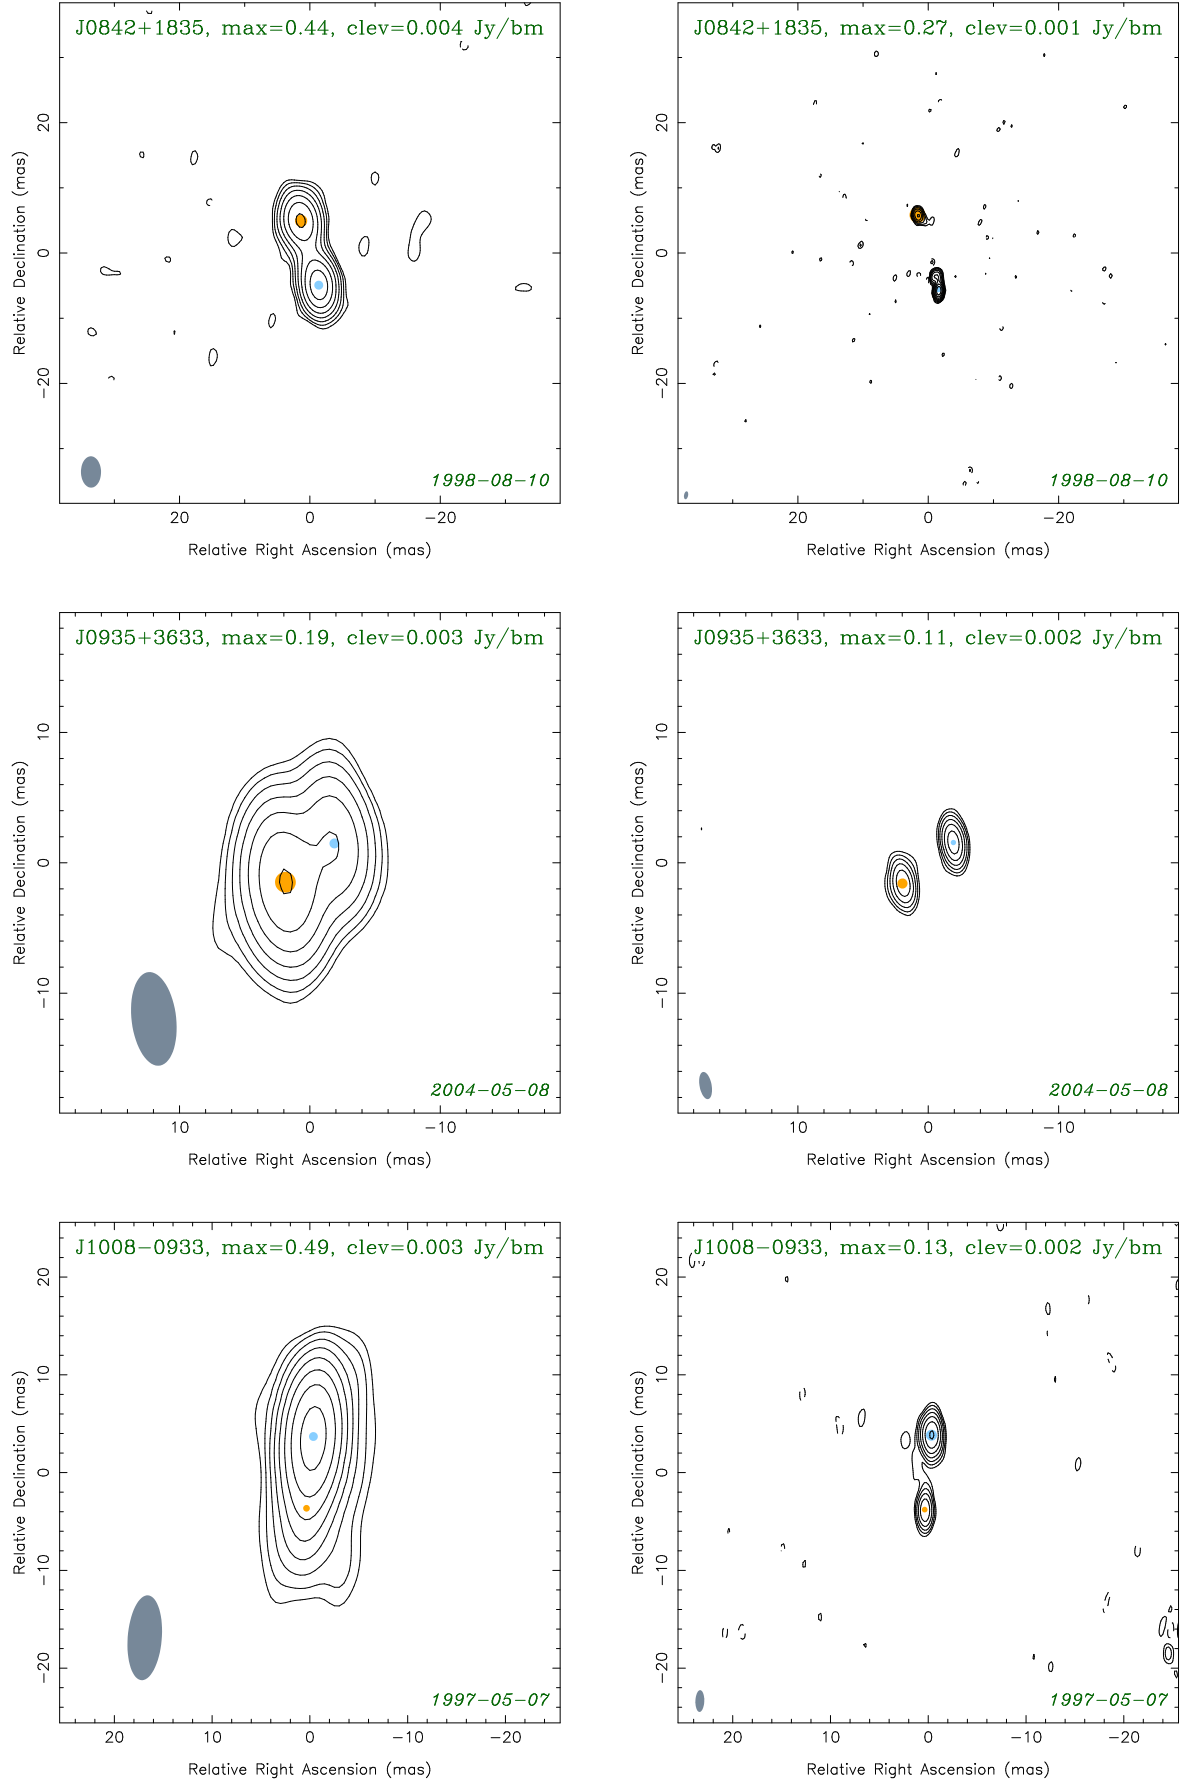 J0842+1835, max=0.44, clev=0.004 Jy/bm
Relative Declination (mas)
20
0
−20
1998−08−10
20 0 −20
Relative Right Ascension (mas)
J0842+1835, max=0.27, clev=0.001 Jy/bm
Relative Declination (mas)
20
0
−20
1998−08−10
20 0 −20
Relative Right Ascension (mas)
J0935+3633, max=0.19, clev=0.003 Jy/bm
Relative Declination (mas)
10
0
−10
2004−05−08
10 0 −10
Relative Right Ascension (mas)
J0935+3633, max=0.11, clev=0.002 Jy/bm
Relative Declination (mas)
10
0
−10
2004−05−08
10 0 −10
Relative Right Ascension (mas)
J1008−0933, max=0.49, clev=0.003 Jy/bm
Relative Declination (mas)
20
10
0
−10
−20
1997−05−07
20 10 0 −10 −20
Relative Right Ascension (mas)
J1008−0933, max=0.13, clev=0.002 Jy/bm
Relative Declination (mas)
20
10
0
−10
−20
1997−05−07
20 10 0 −10 −20
Relative Right Ascension (mas)